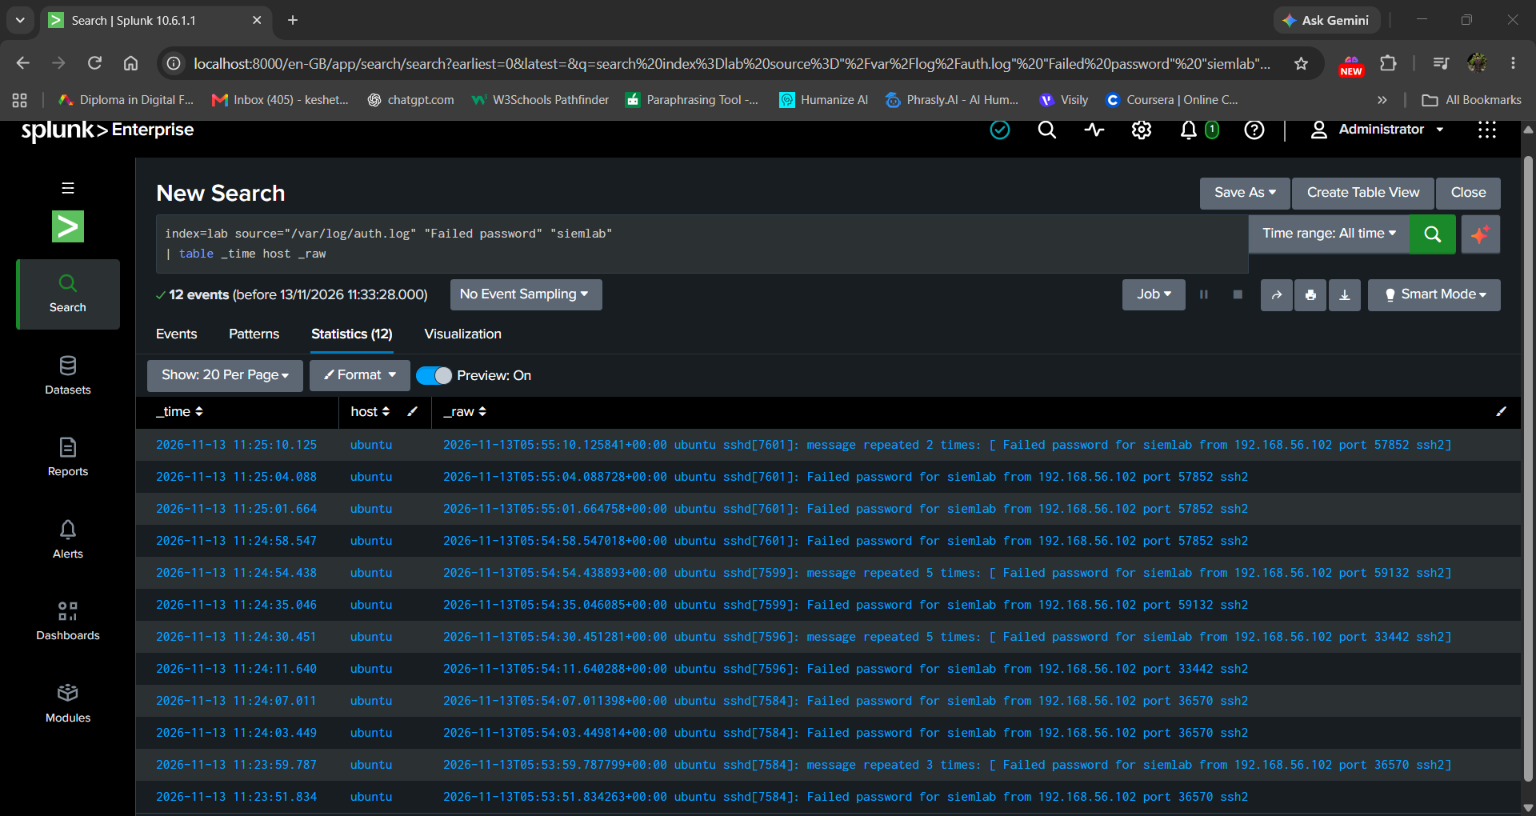 Search | Splunk 10.6.1.1
Ask Gemini
localhost:8000/en-GB/app/search/search?earliest=0&latest=&q=search%20index%3Dlab%20source%3D"%2Fvar%2Flog%2Fauth.log"%20"Failed%20password"%20"siemlab"...
NEW
Diploma in Digital F... Inbox (405) - keshet... chatgpt.com W3Schools Pathfinder Paraphrasing Tool -... Humanize AI Phrasly.AI - AI Hum... Visily Coursera | Online C... » All Bookmarks
splunk> Enterprise
1
Administrator
New Search
Save As
Create Table View
Close
index=lab source="/var/log/auth.log" "Failed password" "siemlab"
| table _time host _raw
Time range: All time
12 events (before 13/11/2026 11:33:28.000)
No Event Sampling
Job
Smart Mode
Search
Datasets
Reports
Alerts
Dashboards
Modules
Events Patterns Statistics (12) Visualization
Show: 20 Per Page Format Preview: On
_time host _raw
2026-11-13 11:25:10.125 ubuntu 2026-11-13T05:55:10.125841+00:00 ubuntu sshd[7601]: message repeated 2 times: [ Failed password for siemlab from 192.168.56.102 port 57852 ssh2]
2026-11-13 11:25:04.088 ubuntu 2026-11-13T05:55:04.088728+00:00 ubuntu sshd[7601]: Failed password for siemlab from 192.168.56.102 port 57852 ssh2
2026-11-13 11:25:01.664 ubuntu 2026-11-13T05:55:01.664758+00:00 ubuntu sshd[7601]: Failed password for siemlab from 192.168.56.102 port 57852 ssh2
2026-11-13 11:24:58.547 ubuntu 2026-11-13T05:54:58.547018+00:00 ubuntu sshd[7601]: Failed password for siemlab from 192.168.56.102 port 57852 ssh2
2026-11-13 11:24:54.438 ubuntu 2026-11-13T05:54:54.438893+00:00 ubuntu sshd[7599]: message repeated 5 times: [ Failed password for siemlab from 192.168.56.102 port 59132 ssh2]
2026-11-13 11:24:35.046 ubuntu 2026-11-13T05:54:35.046085+00:00 ubuntu sshd[7599]: Failed password for siemlab from 192.168.56.102 port 59132 ssh2
2026-11-13 11:24:30.451 ubuntu 2026-11-13T05:54:30.451281+00:00 ubuntu sshd[7596]: message repeated 5 times: [ Failed password for siemlab from 192.168.56.102 port 33442 ssh2]
2026-11-13 11:24:11.640 ubuntu 2026-11-13T05:54:11.640288+00:00 ubuntu sshd[7596]: Failed password for siemlab from 192.168.56.102 port 33442 ssh2
2026-11-13 11:24:07.011 ubuntu 2026-11-13T05:54:07.011398+00:00 ubuntu sshd[7584]: Failed password for siemlab from 192.168.56.102 port 36570 ssh2
2026-11-13 11:24:03.449 ubuntu 2026-11-13T05:54:03.449814+00:00 ubuntu sshd[7584]: Failed password for siemlab from 192.168.56.102 port 36570 ssh2
2026-11-13 11:23:59.787 ubuntu 2026-11-13T05:53:59.787799+00:00 ubuntu sshd[7584]: message repeated 3 times: [ Failed password for siemlab from 192.168.56.102 port 36570 ssh2]
2026-11-13 11:23:51.834 ubuntu 2026-11-13T05:53:51.834263+00:00 ubuntu sshd[7584]: Failed password for siemlab from 192.168.56.102 port 36570 ssh2